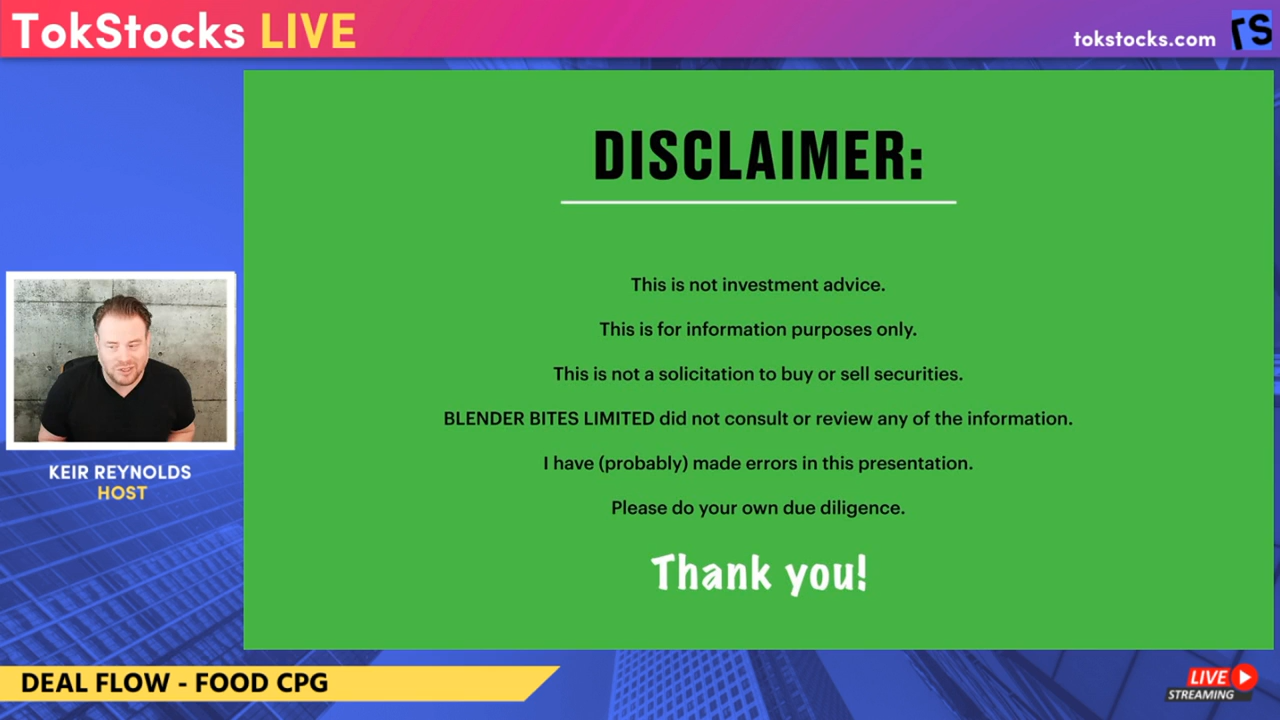 TokStocks LIVE
tokstocks.com
TS
DISCLAIMER:
This is not investment advice.
This is for information purposes only.
This is not a solicitation to buy or sell securities.
BLENDER BITES LIMITED did not consult or review any of the information.
I have (probably) made errors in this presentation.
Please do your own due diligence.
Thank you!
KEIR REYNOLDS
HOST
DEAL FLOW - FOOD CPG
LIVE
STREAMING